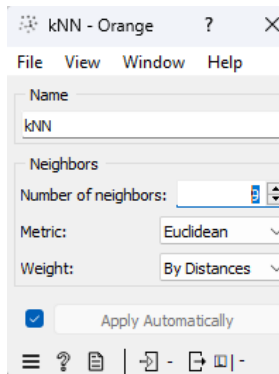 kNN - Orange ? ×
File View Window Help
Name
kNN
Neighbors
Number of neighbors: 3
Metric: Euclidean
Weight: By Distances
Apply Automatically